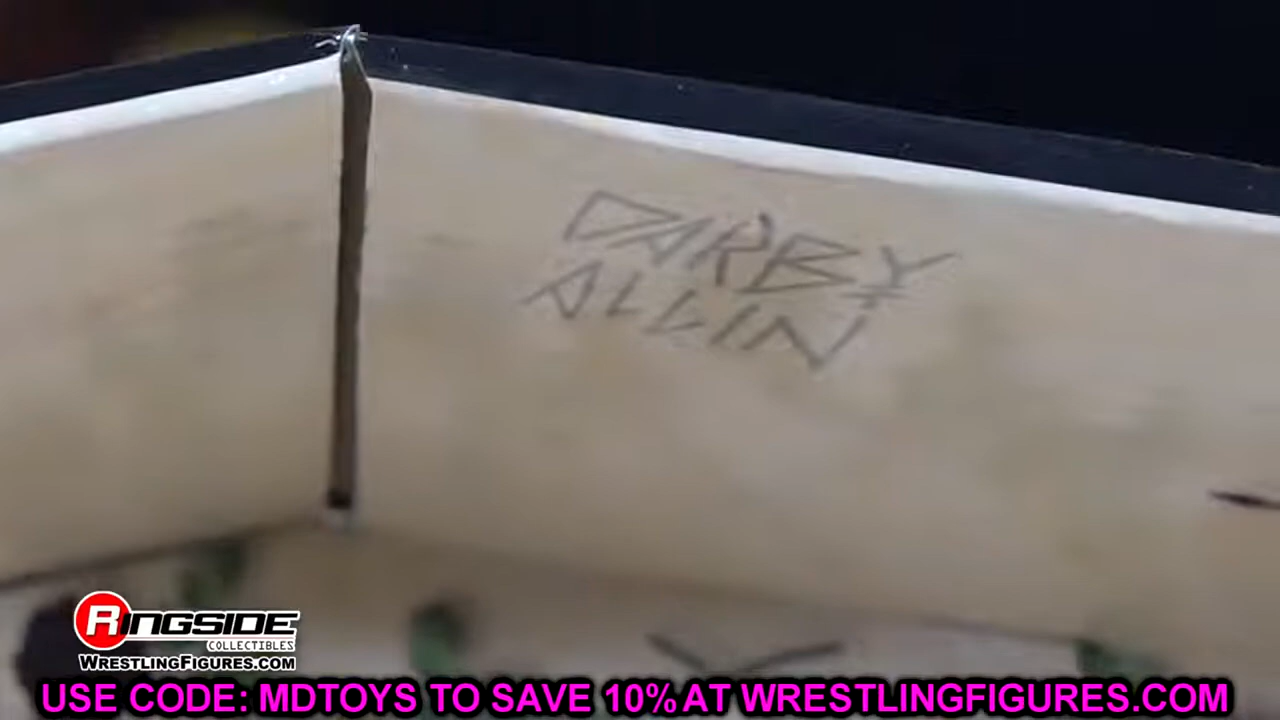 DARBY
ALLIN
RINGSIDE
COLLECTIBLES
WRESTLINGFIGURES.COM
USE CODE: MDTOYS TO SAVE 10% AT WRESTLINGFIGURES.COM